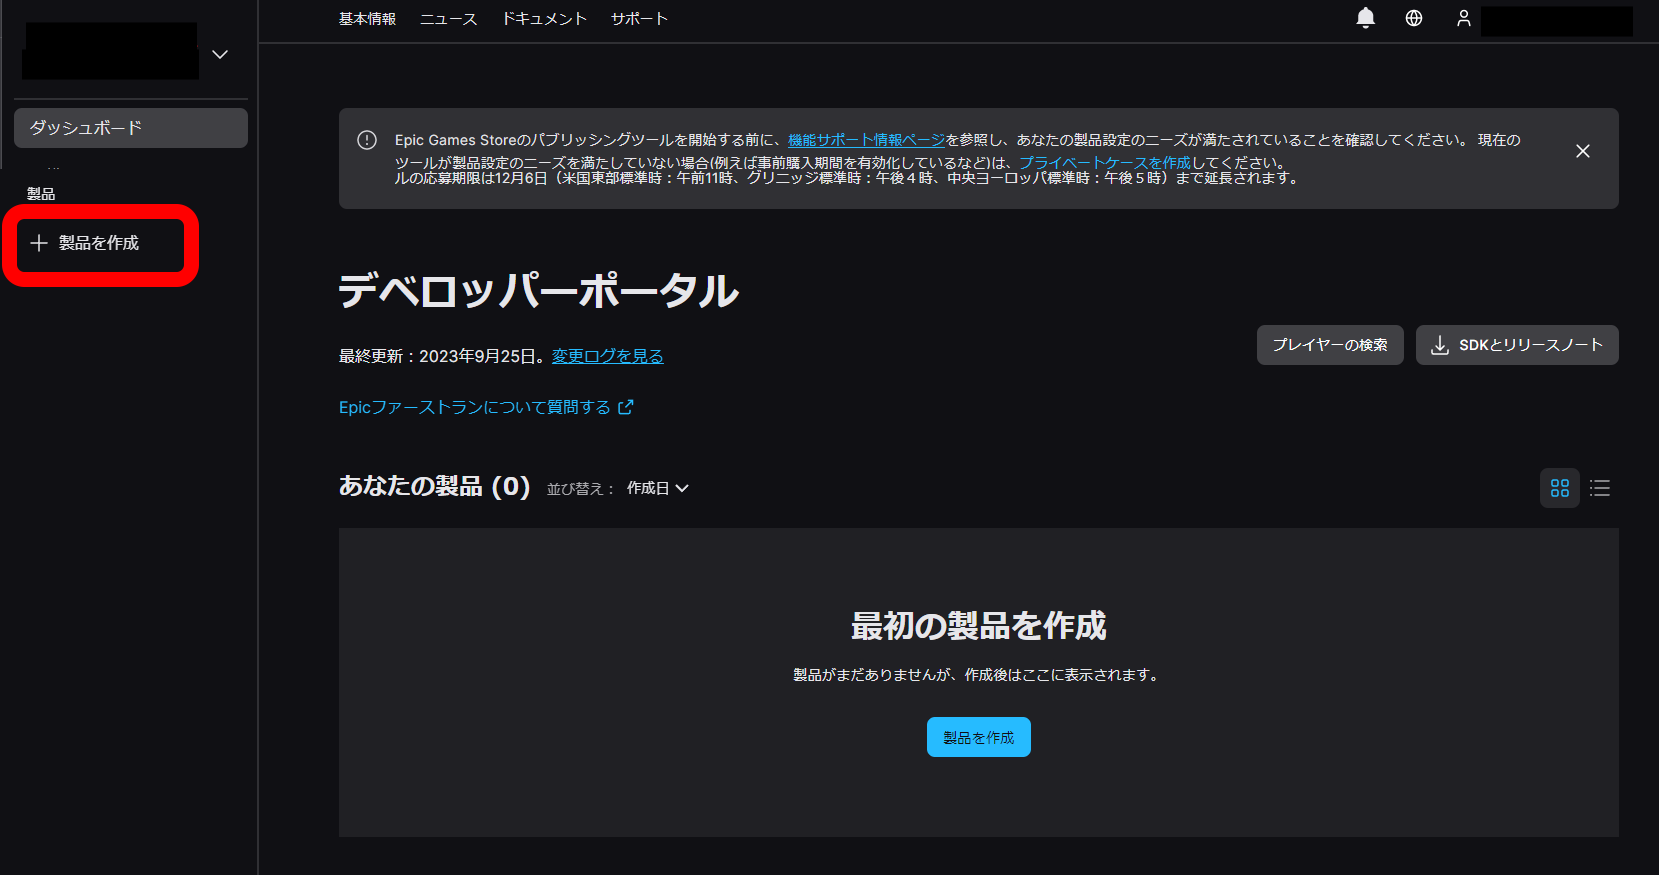 基本情報 ニュース ドキュメント サポート
ダッシュボード
製品
製品を作成
Epic Games Storeのパブリッシングツールを開始する前に、機能サポート情報ページを参照し、あなたの製品設定のニーズが満たされていることを確認してください。 現在の
ツールが製品設定のニーズを満たしていない場合(例えば事前購入期間を有効化しているなど)は、プライベートケースを作成してください。
ルの応募期限は12月6日（米国東部標準時：午前11時、グリニッジ標準時：午後４時、中央ヨーロッパ標準時：午後５時）まで延長されます。
デベロッパーポータル
最終更新：2023年9月25日。変更ログを見る
プレイヤーの検索 SDKとリリースノート
Epicファーストランについて質問する
あなたの製品 (0) 並び替え： 作成日
最初の製品を作成
製品がまだありませんが、作成後はここに表示されます。
製品を作成